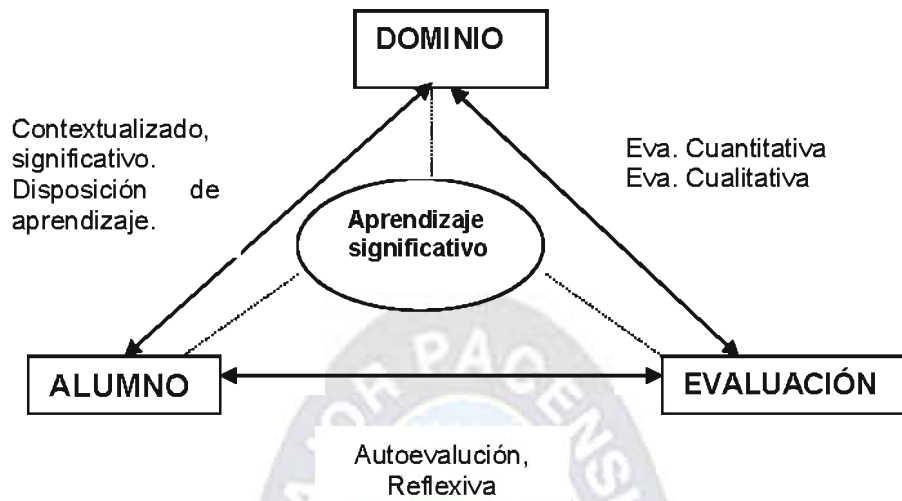 DOMINIO
Contextualizado,
significativo.
Disposición de
aprendizaje.
Eva. Cuantitativa
Eva. Cualitativa
Aprendizaje
significativo
ALUMNO
EVALUACIÓN
Autoevalución,
Reflexiva